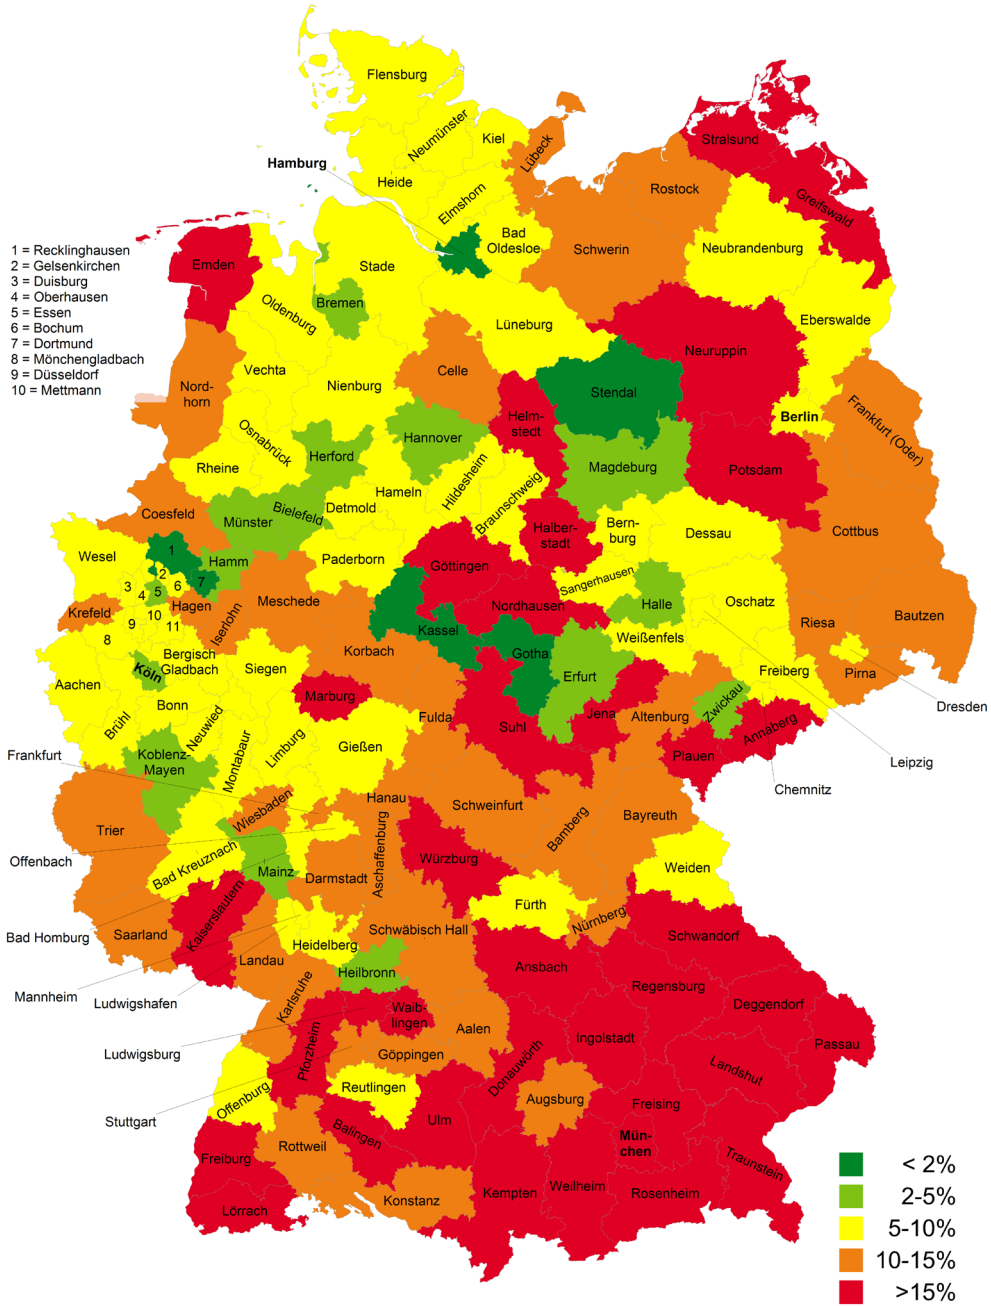 Flensburg
Neumünster
Kiel
Lübeck
Stralsund
Hamburg
Heide
Elmshorn
Rostock
Greifswald
Bad
Oldesloe
Schwerin
Neubrandenburg
1 = Recklinghausen
2 = Gelsenkirchen
3 = Duisburg
4 = Oberhausen
5 = Essen
6 = Bochum
7 = Dortmund
8 = Mönchengladbach
9 = Düsseldorf
10 = Mettmann
Emden
Stade
Bremen
Oldenburg
Lüneburg
Eberswalde
Neuruppin
Vechta
Nienburg
Celle
Stendal
Nord-
horn
Helm-
stedt
Berlin
Frankfurt (Oder)
Osnabrück
Herford
Hannover
Rheine
Hildesheim
Magdeburg
Potsdam
Hameln
Braunschweig
Detmold
Bielefeld
Coesfeld
Münster
Halber-
stadt
Bern-
burg
Dessau
Cottbus
Wesel
1
Hamm
Paderborn
Göttingen
2
7
3
6
4
5
Sangerhausen
Krefeld
Hagen
Iserlohn
Meschede
Nordhausen
Halle
Oschatz
Riesa
Bautzen
10
9
11
8
Kassel
Weißenfels
Bergisch
Gladbach
Korbach
Gotha
Köln
Siegen
Erfurt
Freiberg
Pirna
Aachen
Marburg
Zwickau
Dresden
Bonn
Brühl
Neuwied
Fulda
Suhl
Jena
Altenburg
Annaberg
Frankfurt
Koblenz-
Mayen
Montabaur
Limburg
Gießen
Plauen
Leipzig
Chemnitz
Hanau
Schweinfurt
Wiesbaden
Bamberg
Bayreuth
Trier
Aschaffenburg
Offenbach
Bad Kreuznach
Mainz
Darmstadt
Würzburg
Weiden
Kaiserslautern
Fürth
Nürnberg
Bad Homburg
Saarland
Schwäbisch Hall
Schwandorf
Heidelberg
Landau
Heilbronn
Ansbach
Mannheim
Ludwigshafen
Karlsruhe
Regensburg
Deggendorf
Waib-
lingen
Aalen
Ingolstadt
Passau
Ludwigsburg
Pforzheim
Göppingen
Donauwörth
Landshut
Reutlingen
Offenburg
Augsburg
Freising
Stuttgart
Ulm
Balingen
Rottweil
Mün-
chen
Freiburg
Traunstein
Konstanz
Kempten
Weilheim
Rosenheim
Lörrach
< 2%
2-5%
5-10%
10-15%
>15%